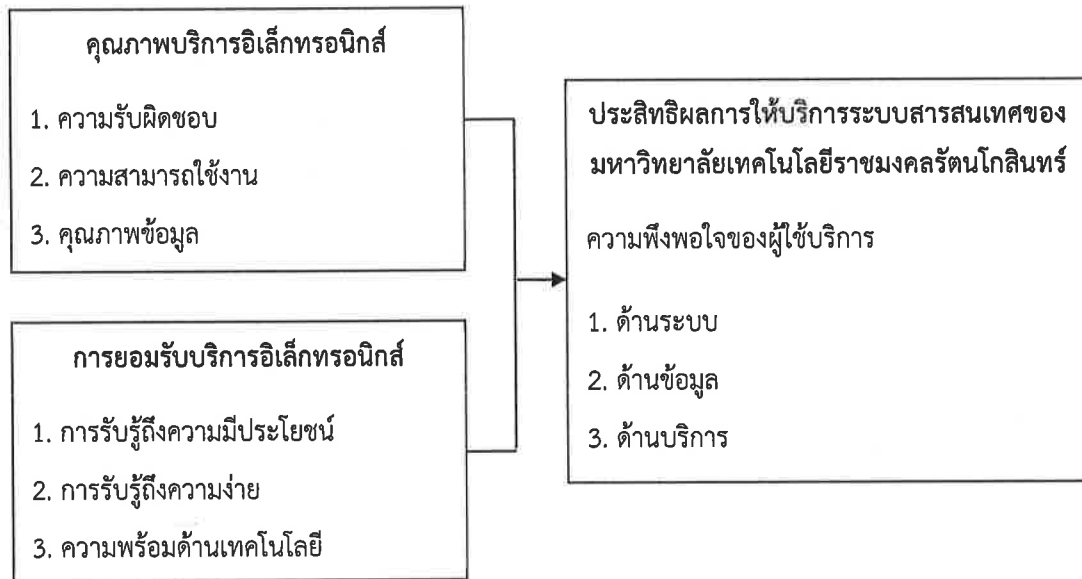 คุณภาพบริการอิเล็กทรอนิกส์
1. ความรับผิดชอบ
2. ความสามารถใช้งาน
3. คุณภาพข้อมูล
การยอมรับบริการอิเล็กทรอนิกส์
1. การรับรู้ถึงความมีประโยชน์
2. การรับรู้ถึงความง่าย
3. ความพร้อมด้านเทคโนโลยี
ประสิทธิผลการให้บริการระบบสารสนเทศของ
มหาวิทยาลัยเทคโนโลยีราชมงคลรัตนโกสินทร์
ความพึงพอใจของผู้ใช้บริการ
1. ด้านระบบ
2. ด้านข้อมูล
3. ด้านบริการ